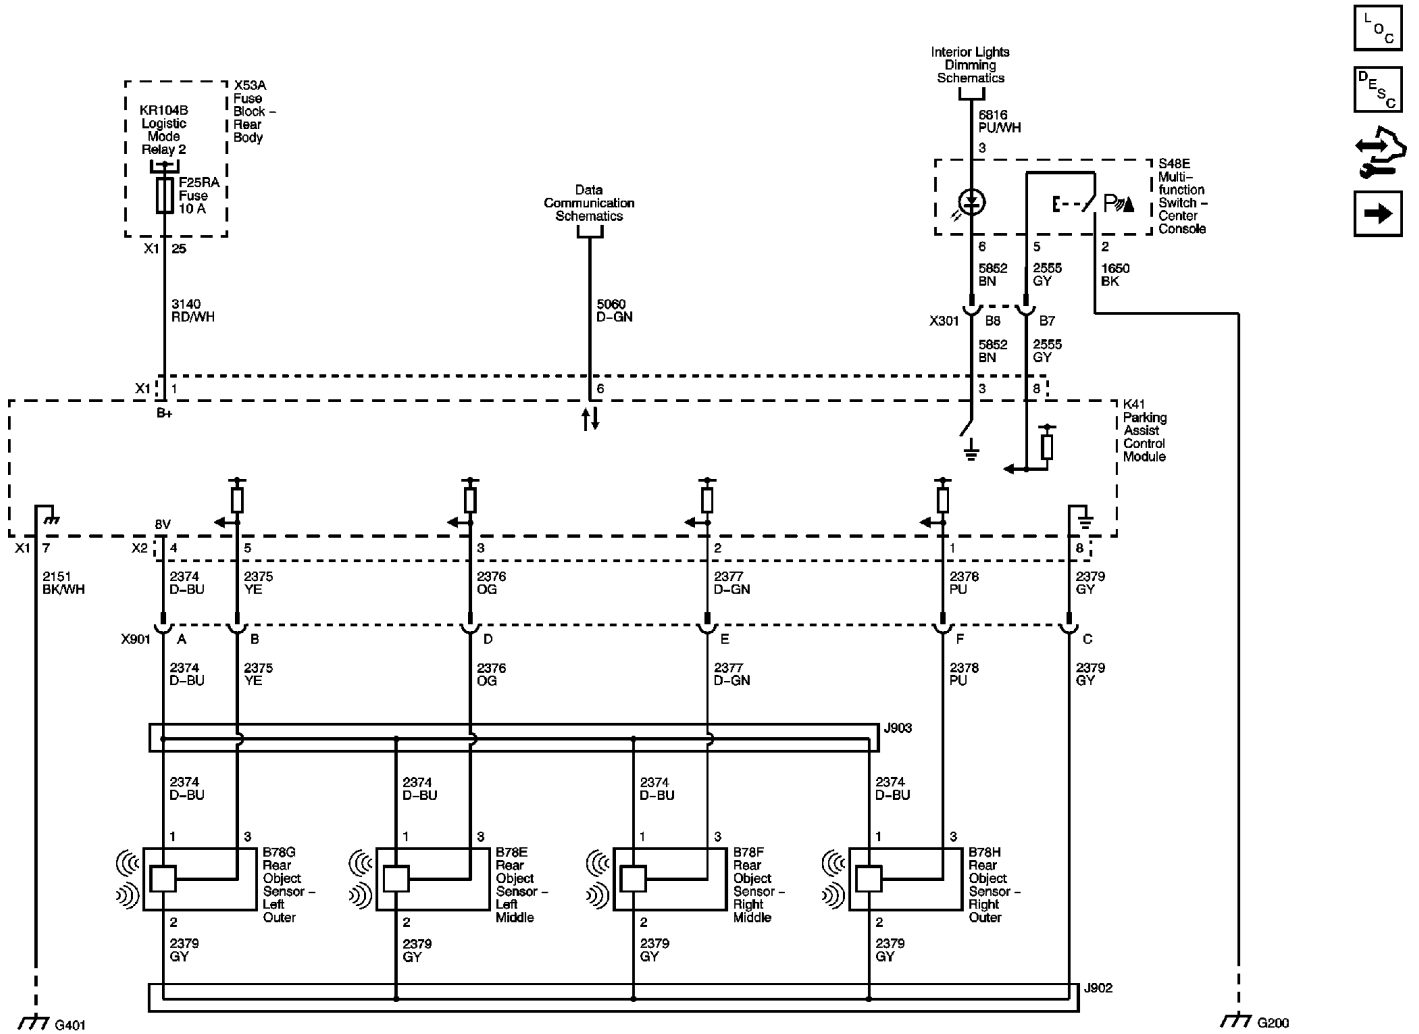 L
O
C
D
E
S
C
Interior Lights
Dimming
Schematics
6816
PU/WH
3
X53A
Fuse
Block –
Rear
Body
KR104B
Logistic
Mode
Relay 2
F25RA
Fuse
10 A
X1 25
3140
RD/WH
Data
Communication
Schematics
5060
D–GN
S48E
Multi–
function
Switch –
Center
Console
P
6 5 2
5852
BN
2555
GY
1650
BK
X301 B8 B7
5852
BN
2555
GY
X1 1 6 3 8
B+
K41
Parking
Assist
Control
Module
8V
X1 7 X2 4 5 3 2 1 8
2151
BK/WH
2374
D–BU
2375
YE
2376
OG
2377
D–GN
2378
PU
2379
GY
X901 A B D E F C
2374
D–BU
2375
YE
2376
OG
2377
D–GN
2378
PU
2379
GY
J903
2374
D–BU
2374
D–BU
2374
D–BU
2374
D–BU
1 3 1 3 1 3 1 3
B78G
Rear
Object
Sensor –
Left
Outer
B78E
Rear
Object
Sensor –
Left
Middle
B78F
Rear
Object
Sensor –
Right
Middle
B78H
Rear
Object
Sensor –
Right
Outer
2 2 2 2
2379
GY
2379
GY
2379
GY
2379
GY
J902
G401
G200